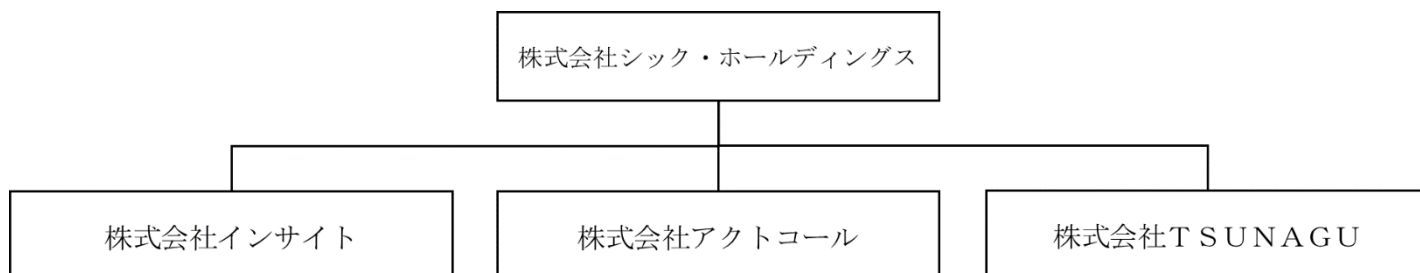 株式会社シック・ホールディングス
株式会社インサイト
株式会社アクトコール
株式会社ＴＳＵＮＡＧＵ